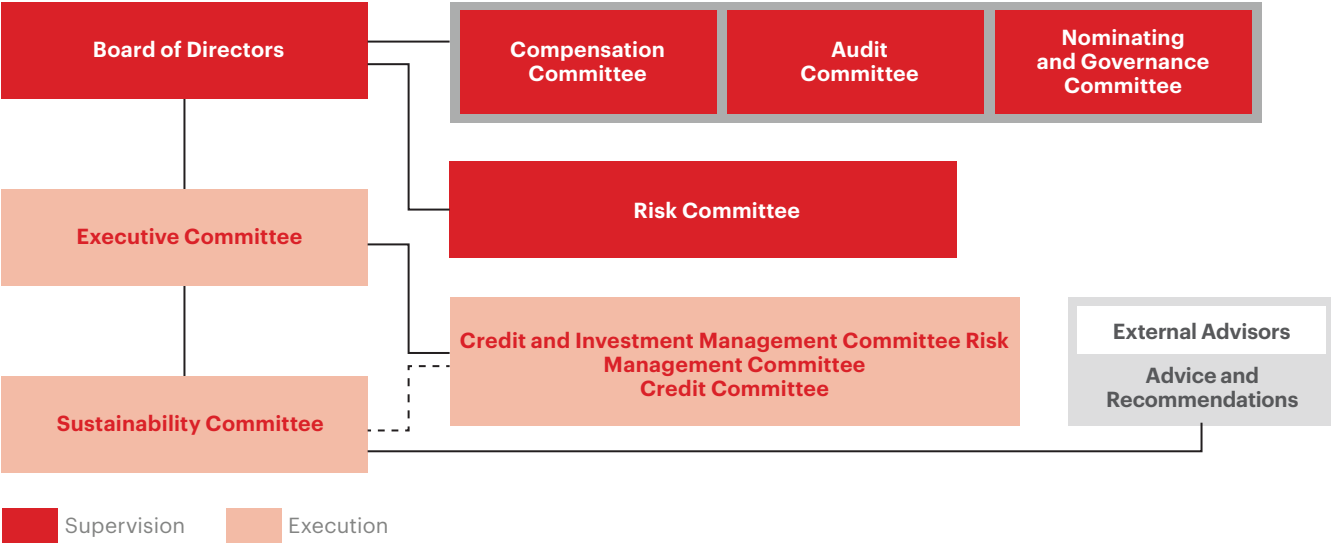 Board of Directors
Compensation
Committee
Audit
Committee
Nominating
and Governance
Committee
Risk Committee
Executive Committee
Credit and Investment Management Committee Risk
Management Committee
Credit Committee
External Advisors
Advice and
Recommendations
Sustainability Committee
Supervision
Execution